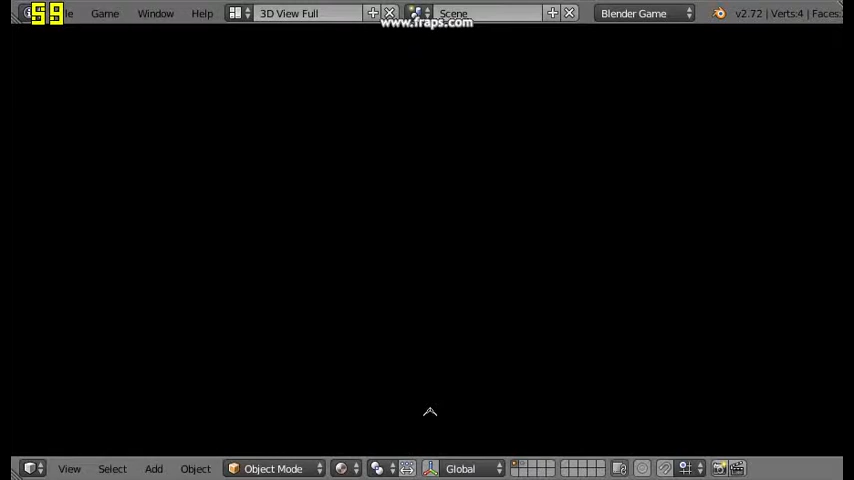 59 le Game Window Help 3D View Full Scene Blender Game v2.72 | Verts:4 | Faces:
www.fraps.com
View Select Add Object Object Mode Global